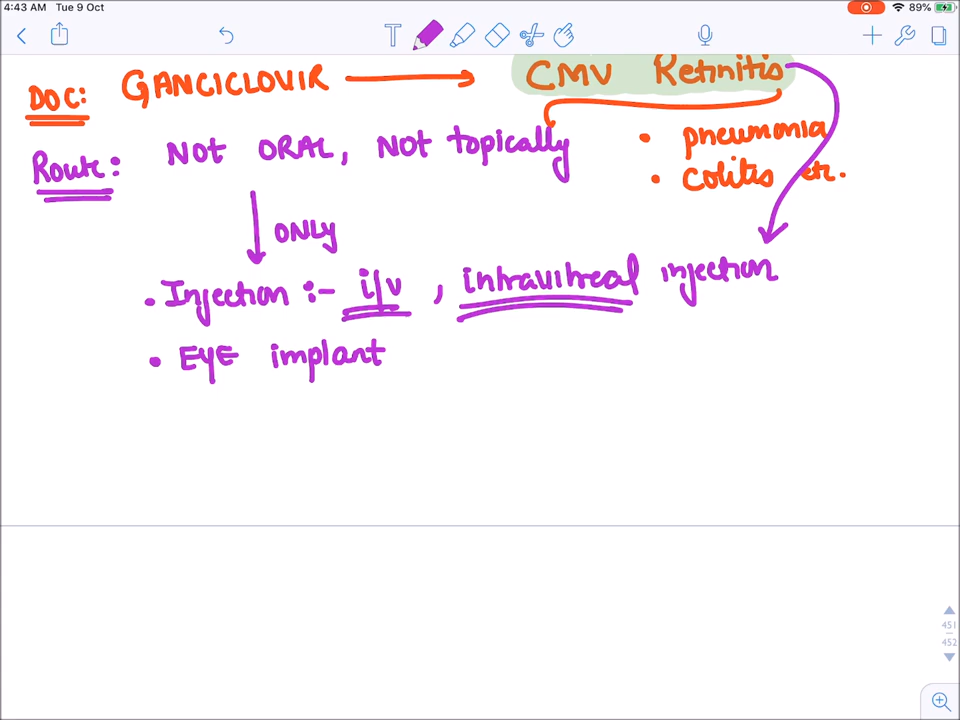 4:43 AM Tue 9 Oct 89%
T
DOC: GANCICLOVIR CMV Retinitis
• pneumonia
Route: NOT ORAL, NOT topically
• Colitis etc.
ONLY
• Injection :- i/v, intravitreal injection
• EYE implant
451
452